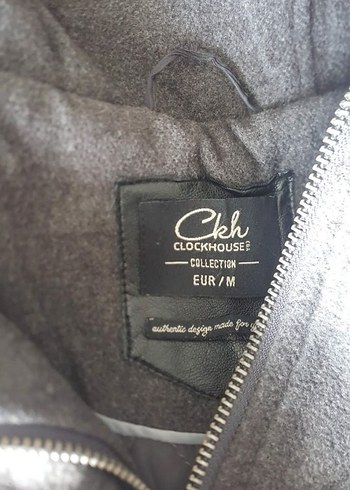 Ckh
CLOCKHOUSE
COLLECTION
EUR/M
authentic design made for